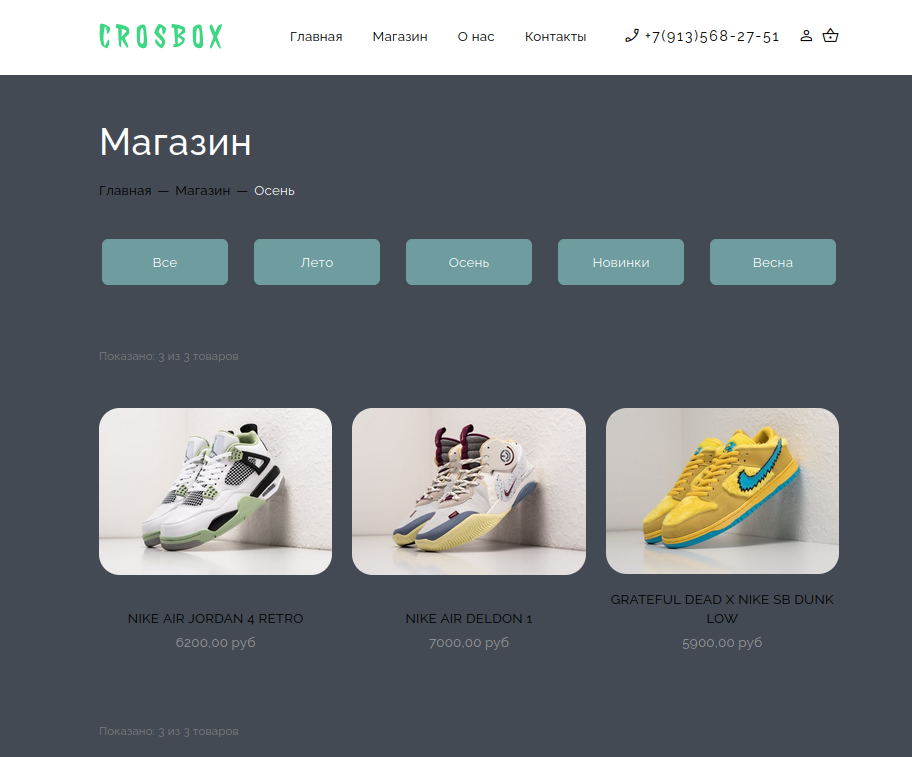 CROSBOX
Главная Магазин О нас Контакты +7(913)568-27-51
Магазин
Главная — Магазин — Осень
Все Лето Осень Новинки Весна
Показано: 3 из 3 товаров
NIKE AIR JORDAN 4 RETRO
6200,00 руб
NIKE AIR DELDON 1
7000,00 руб
GRATEFUL DEAD X NIKE SB DUNK
LOW
5900,00 руб
Показано: 3 из 3 товаров